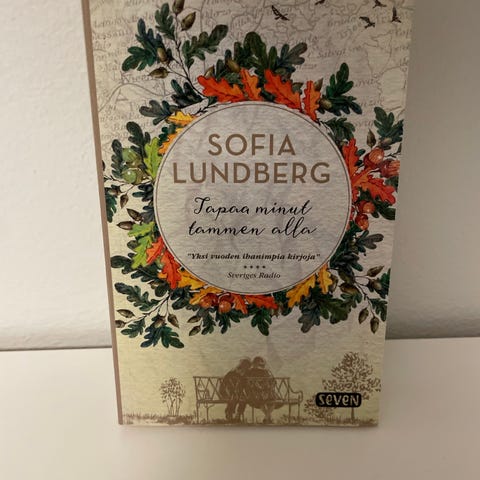 SOFIA
LUNDBERG
Tapaa minut
tammen alla
"Yksi vuoden ihanimpia kirjoja"
****
Sveriges Radio
SEVEN